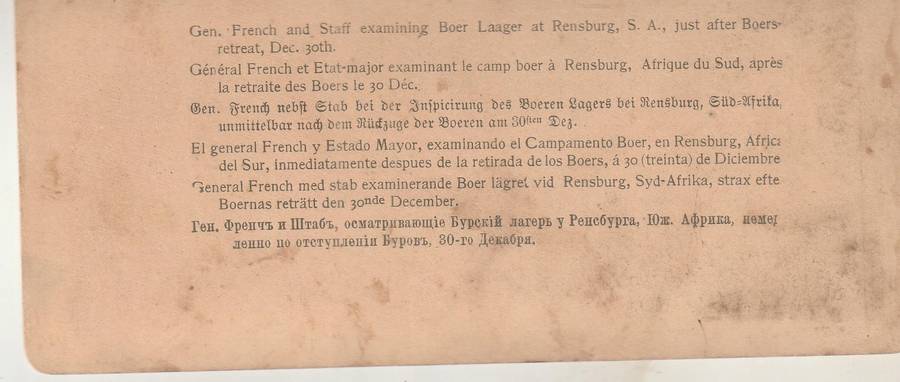 Gen. French and Staff examining Boer Laager at Rensburg, S. A., just after Boers-
retreat, Dec. 30th.
Général French et Etat-major examinant le camp boer à Rensburg, Afrique du Sud, après
la retraite des Boers le 30 Déc.
Gen. French nebſt Stab bei der Inſpicirung des Boeren Lagers bei Rensburg, Süd-Afrika,
unmittelbar nach dem Rückzuge der Boeren am 30ſten Dez.
El general French y Estado Mayor, examinando el Campamento Boer, en Rensburg, Africa
del Sur, inmediatamente despues de la retirada de los Boers, á 30 (treinta) de Diciembre
General French med stab examinerande Boer lägret vid Rensburg, Syd-Afrika, strax efte
Boernas reträtt den 30nde December.
Ген. Френчъ и Штабъ, осматривающіе Бурскій лагерь у Ренсбурга, Юж. Африка, немед
ленно по отступленіи Буровъ, 30-го Декабря.